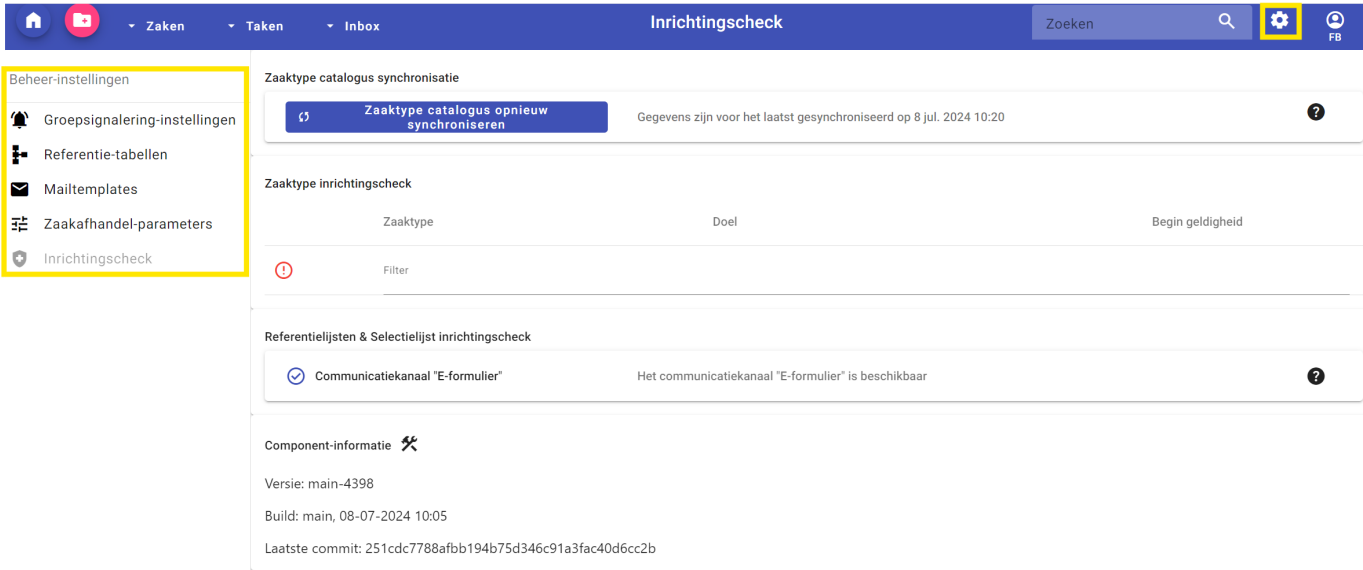 Zaken Taken Inbox Inrichtingscheck Zoeken FB
Beheer-instellingen
Groepsignalering-instellingen
Referentie-tabellen
Mailtemplates
Zaakafhandel-parameters
Inrichtingscheck
Zaaktype catalogus synchronisatie
Zaaktype catalogus opnieuw
synchroniseren
Gegevens zijn voor het laatst gesynchroniseerd op 8 jul. 2024 10:20
Zaaktype inrichtingscheck
Zaaktype Doel Begin geldigheid
Filter
Referentielijsten & Selectielijst inrichtingscheck
Communicatiekanaal "E-formulier" Het communicatiekanaal "E-formulier" is beschikbaar
Component-informatie
Versie: main-4398
Build: main, 08-07-2024 10:05
Laatste commit: 251cdc7788afbb194b75d346c91a3fac40d6cc2b